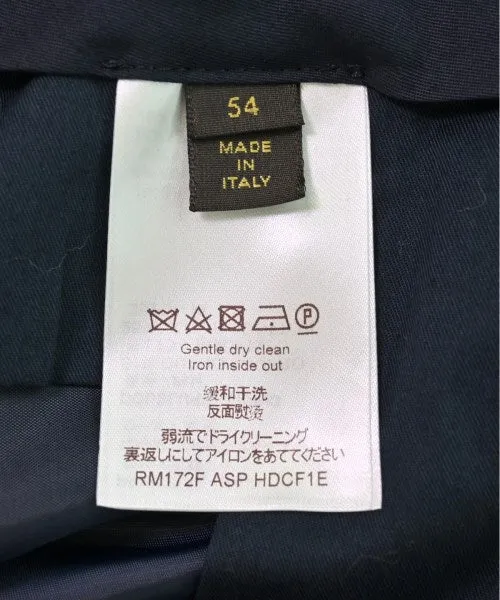 54
MADE
IN
ITALY
P
Gentle dry clean
Iron inside out
缓和干洗
反面熨烫
弱流でドライクリーニング
裏返しにしてアイロンをあててください
RM172F ASP HDCF1E